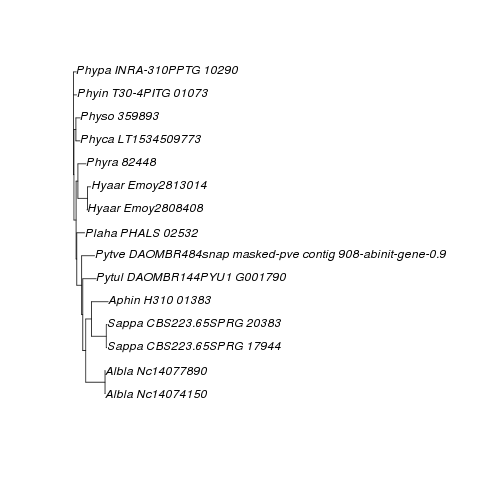 Phypa INRA-310PPTG 10290
Phyin T30-4PITG 01073
Physo 359893
Phyca LT1534509773
Phyra 82448
Hyaar Emoy2813014
Hyaar Emoy2808408
Plaha PHALS 02532
Pytve DAOMBR484snap masked-pve contig 908-abinit-gene-0.9
Pytul DAOMBR144PYU1 G001790
Aphin H310 01383
Sappa CBS223.65SPRG 20383
Sappa CBS223.65SPRG 17944
Albla Nc14077890
Albla Nc14074150